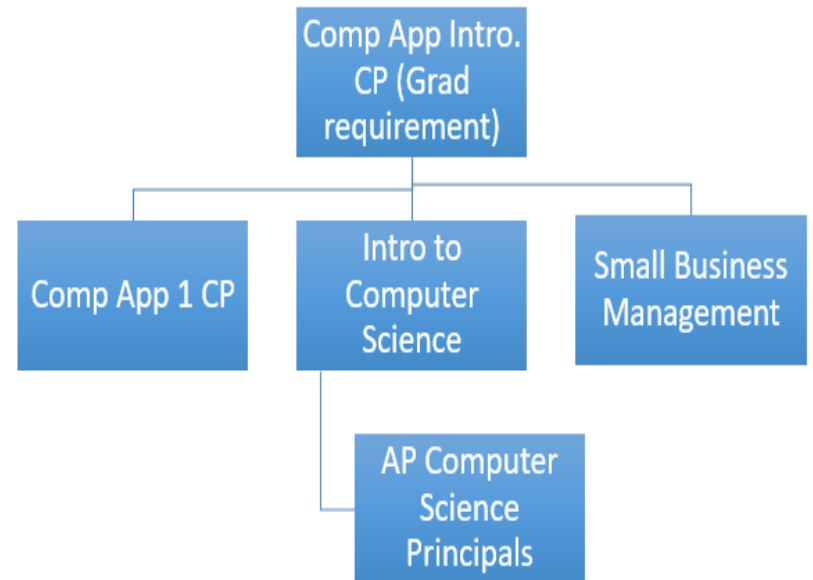 Comp App Intro.
CP (Grad
requirement)
Comp App 1 CP
Intro to
Computer
Science
Small Business
Management
AP Computer
Science
Principals